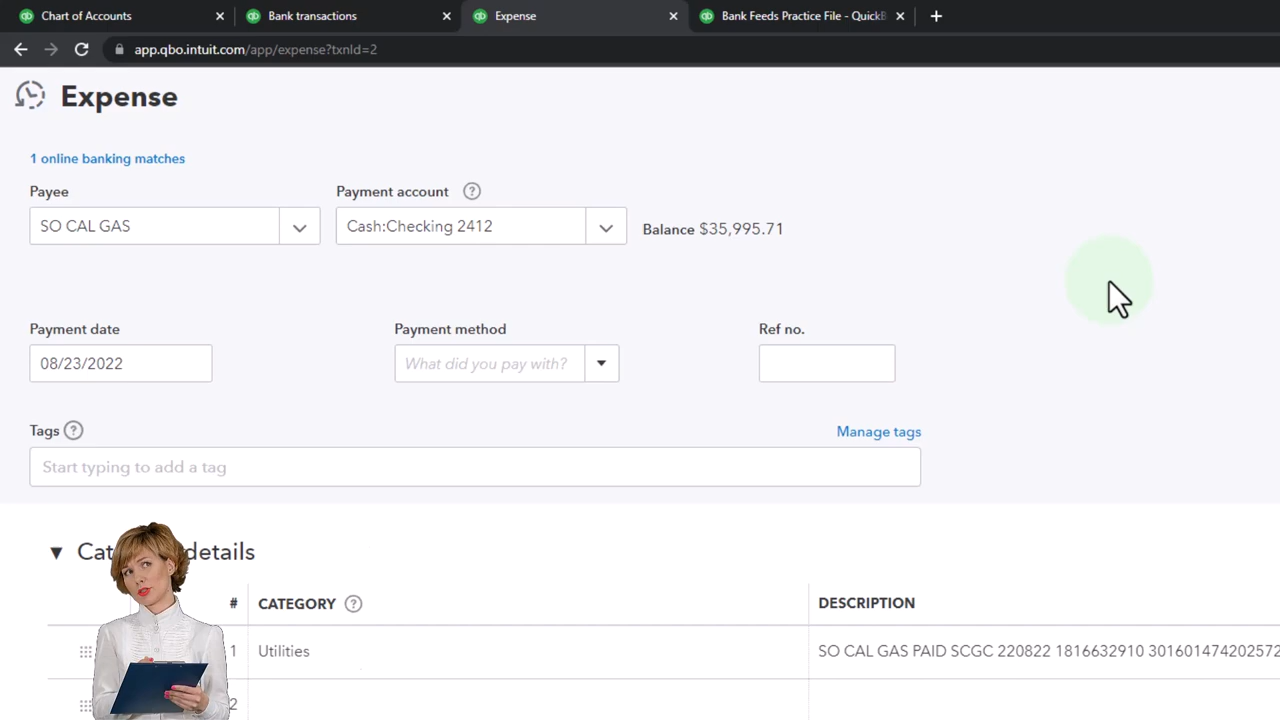 Chart of Accounts
Bank transactions
Expense
Bank Feeds Practice File - QuickB
app.qbo.intuit.com/app/expense?txnId=2
Expense
1 online banking matches
Payee
Payment account
SO CAL GAS
Cash:Checking 2412
Balance $35,995.71
Payment date
Payment method
Ref no.
08/23/2022
What did you pay with?
Tags
Manage tags
Start typing to add a tag
details
# CATEGORY DESCRIPTION
1 Utilities SO CAL GAS PAID SCGC 220822 1816632910 301601474202572
2